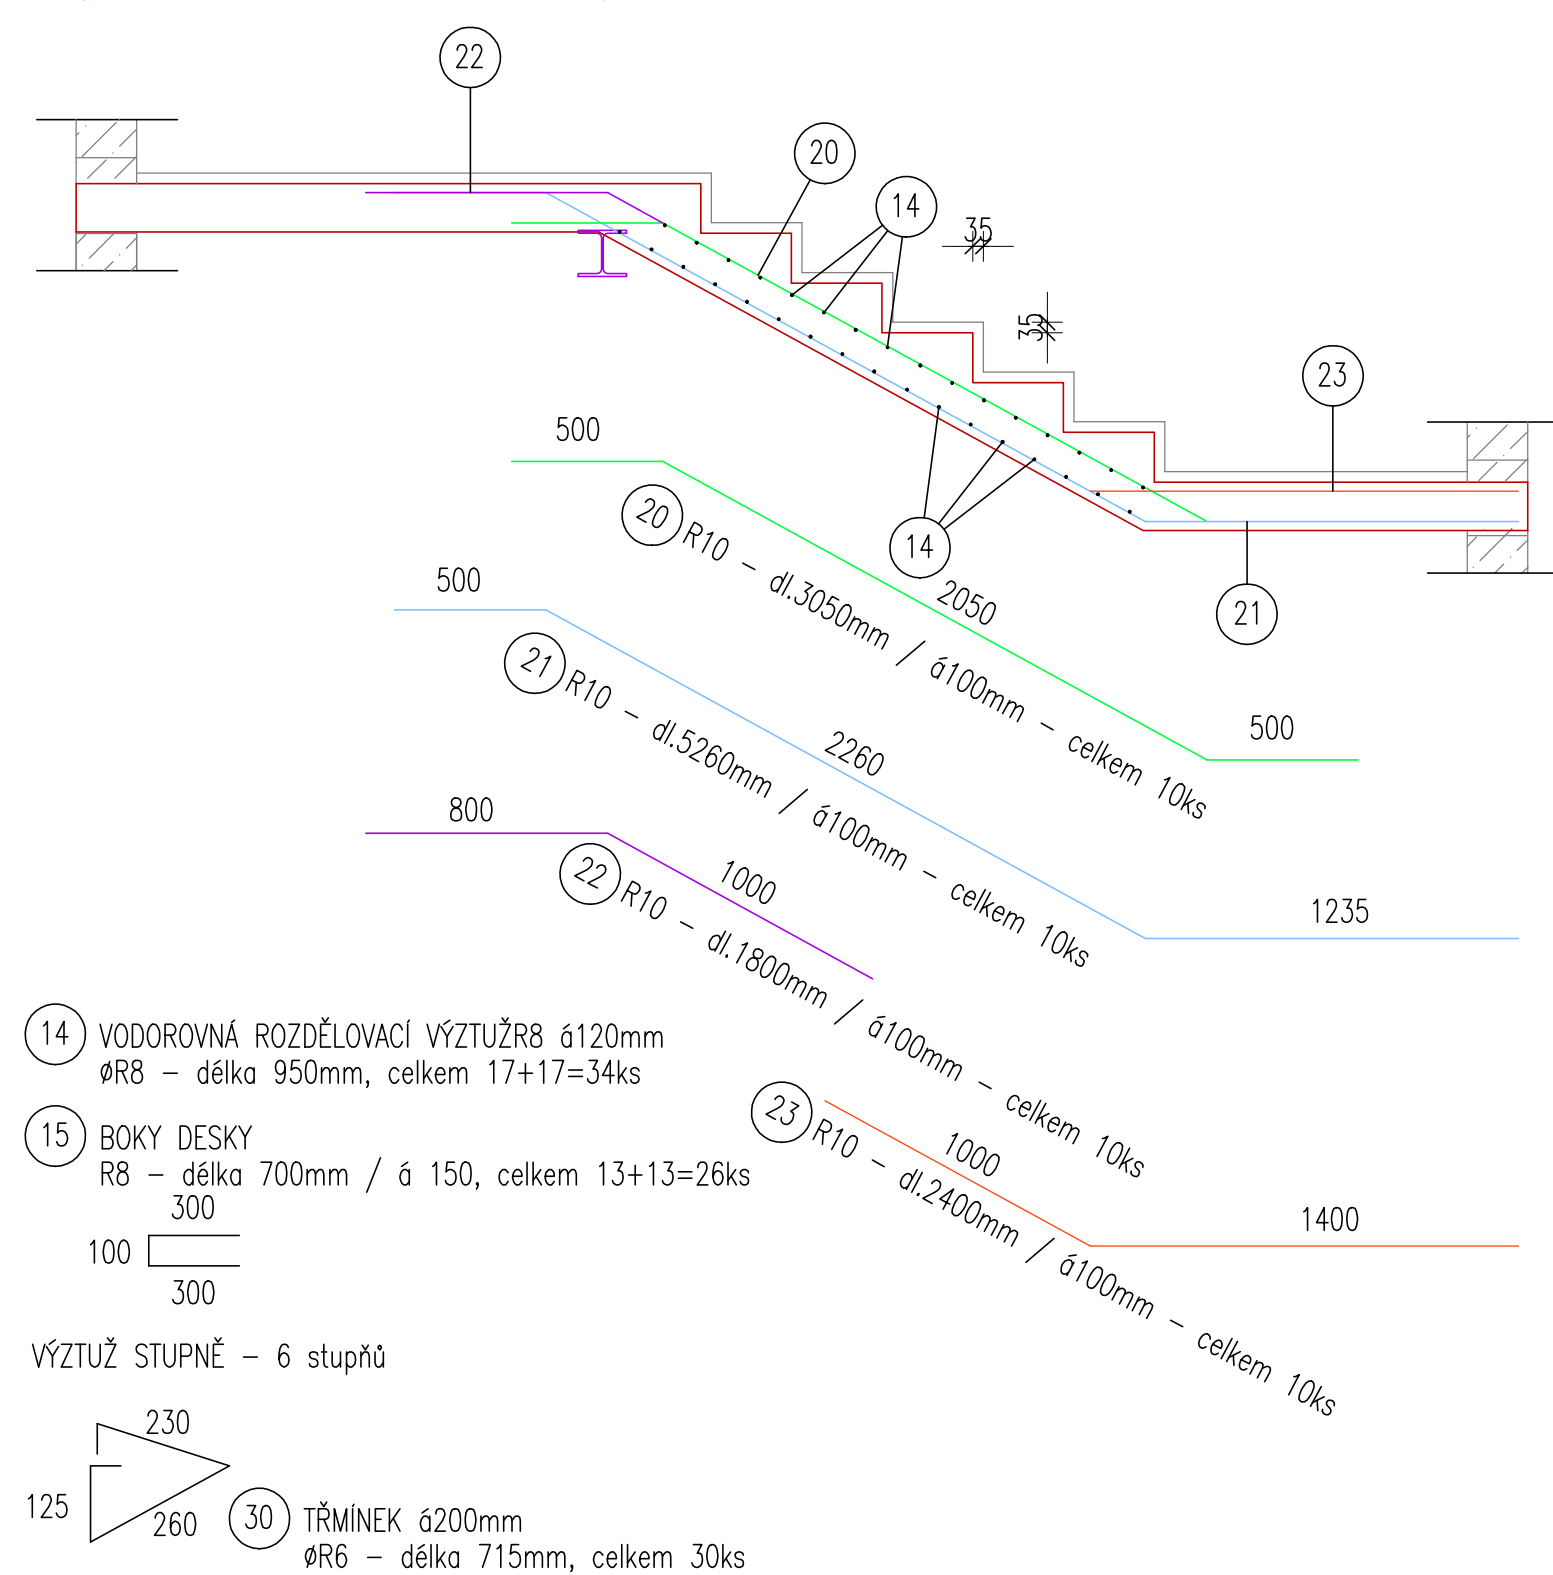 22
20
14
35
35
23
500
20
R10 – dl.3050mm / á100mm – celkem 10ks
2050
500
14
21
500
21
R10 – dl.5260mm / á100mm – celkem 10ks
2260
1235
800
22
R10 – dl.1800mm / á100mm – celkem 10ks
1000
14 VODOROVNÁ ROZDĚLOVACÍ VÝZTUŽR8 á120mm
øR8 – délka 950mm, celkem 17+17=34ks
23
R10 – dl.2400mm / á100mm – celkem 10ks
1000
1400
15 BOKY DESKY
R8 – délka 700mm / á 150, celkem 13+13=26ks
300
100
300
VÝZTUŽ STUPNĚ – 6 stupňů
230
125
260
30 TŘMÍNEK á200mm
øR6 – délka 715mm, celkem 30ks